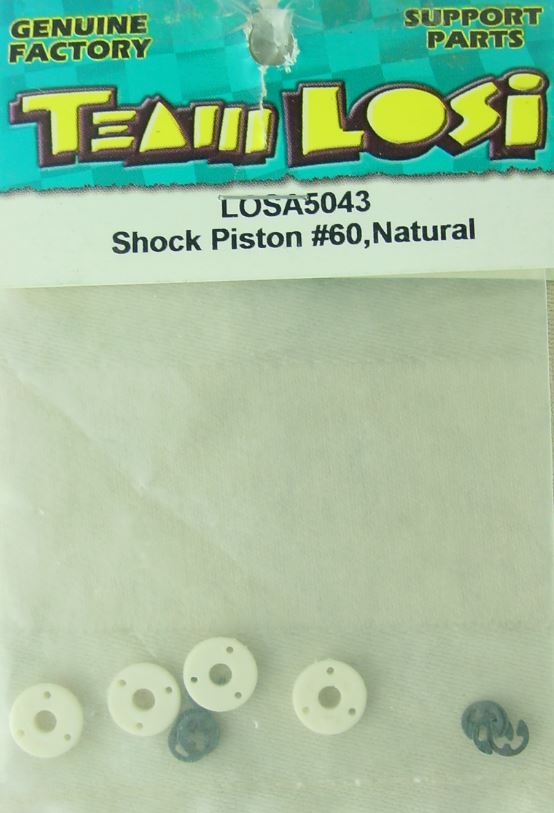 GENUINE
FACTORY
SUPPORT
PARTS
TEAM LOSI
LOSA5043
Shock Piston #60,Natural